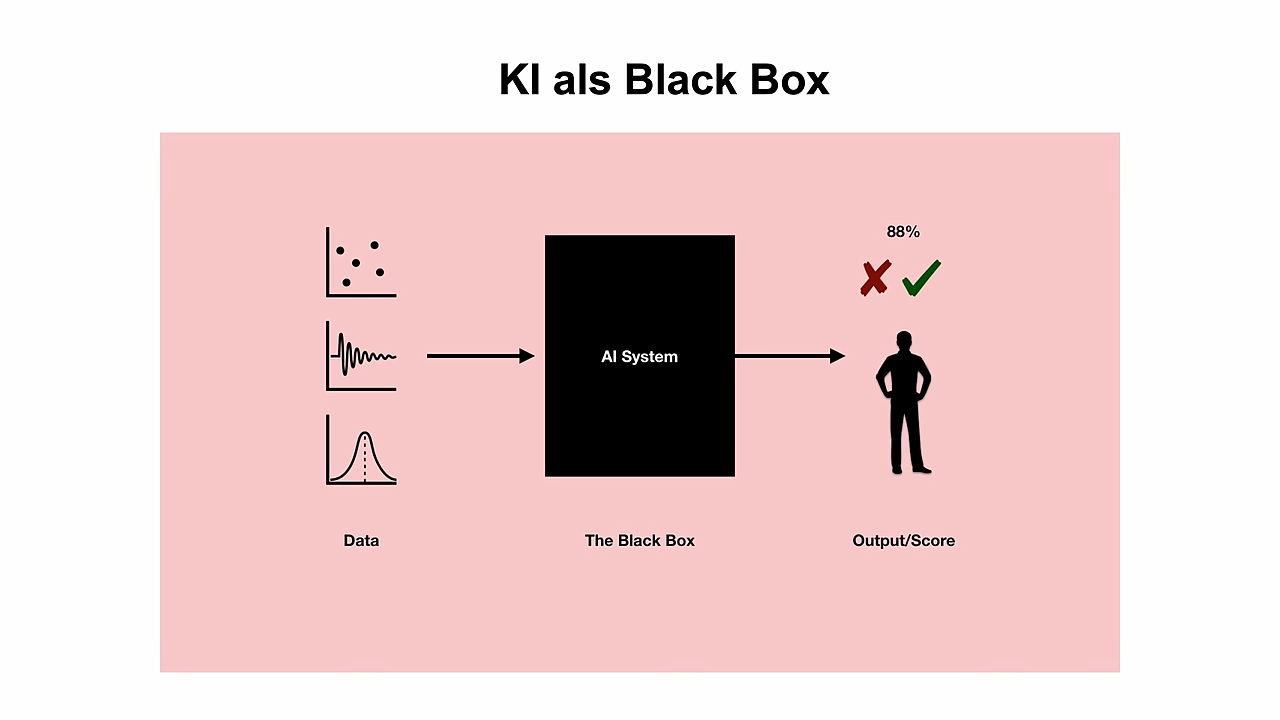 KI als Black Box
88%
AI System
Data
The Black Box
Output/Score